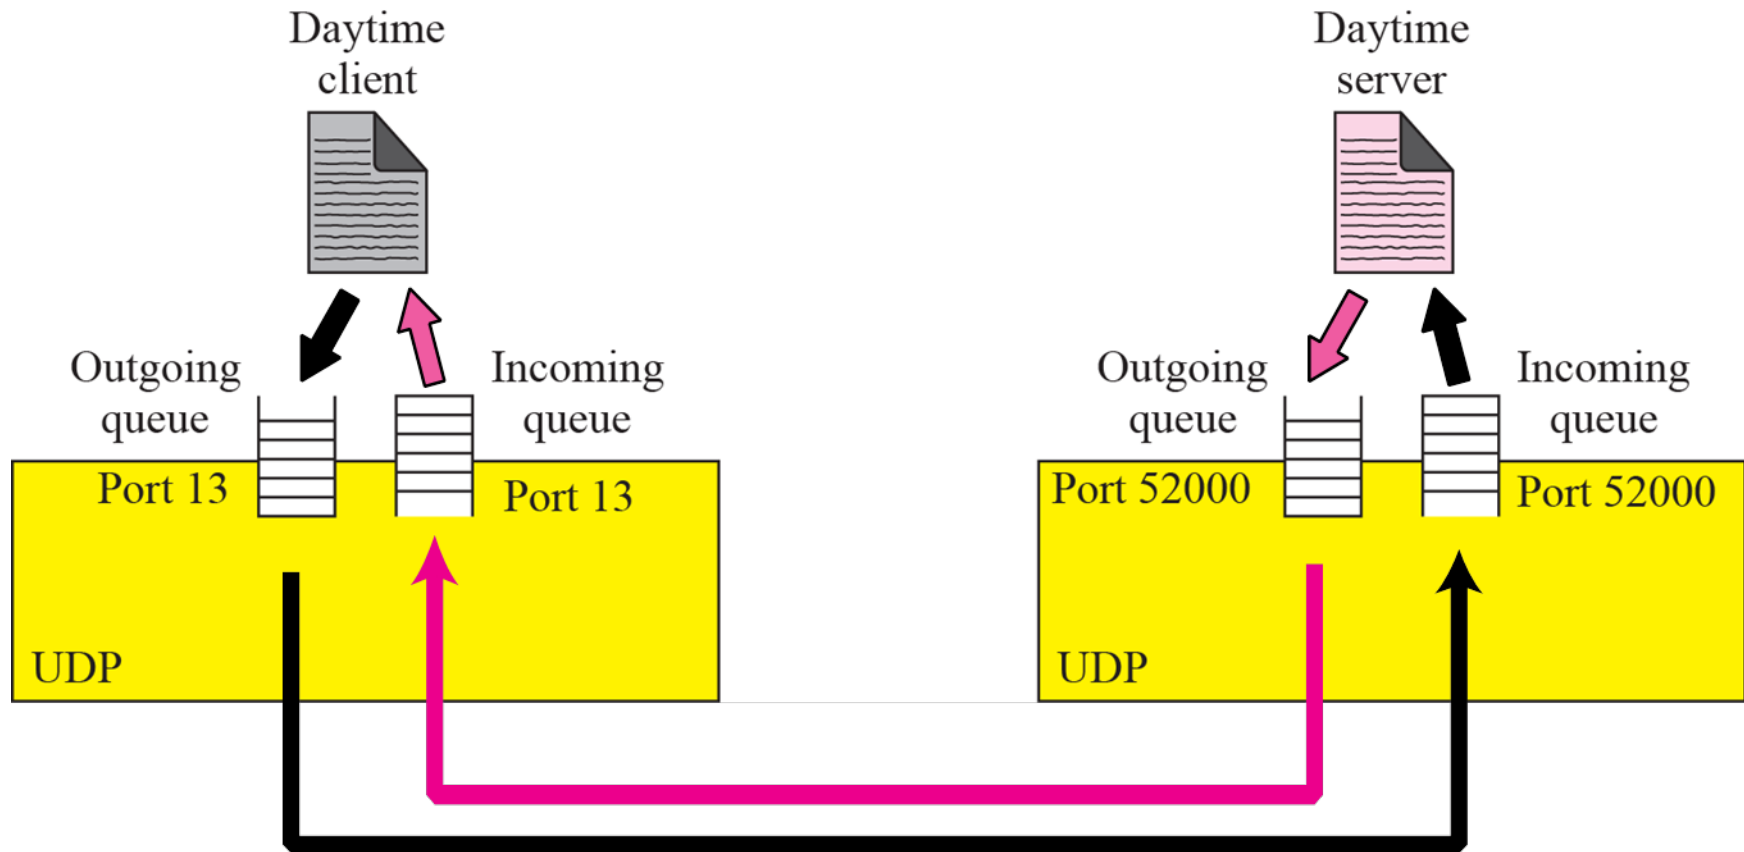 Daytime
client
Daytime
server
Outgoing
queue
Incoming
queue
Outgoing
queue
Incoming
queue
Port 13
Port 13
Port 52000
Port 52000
UDP
UDP